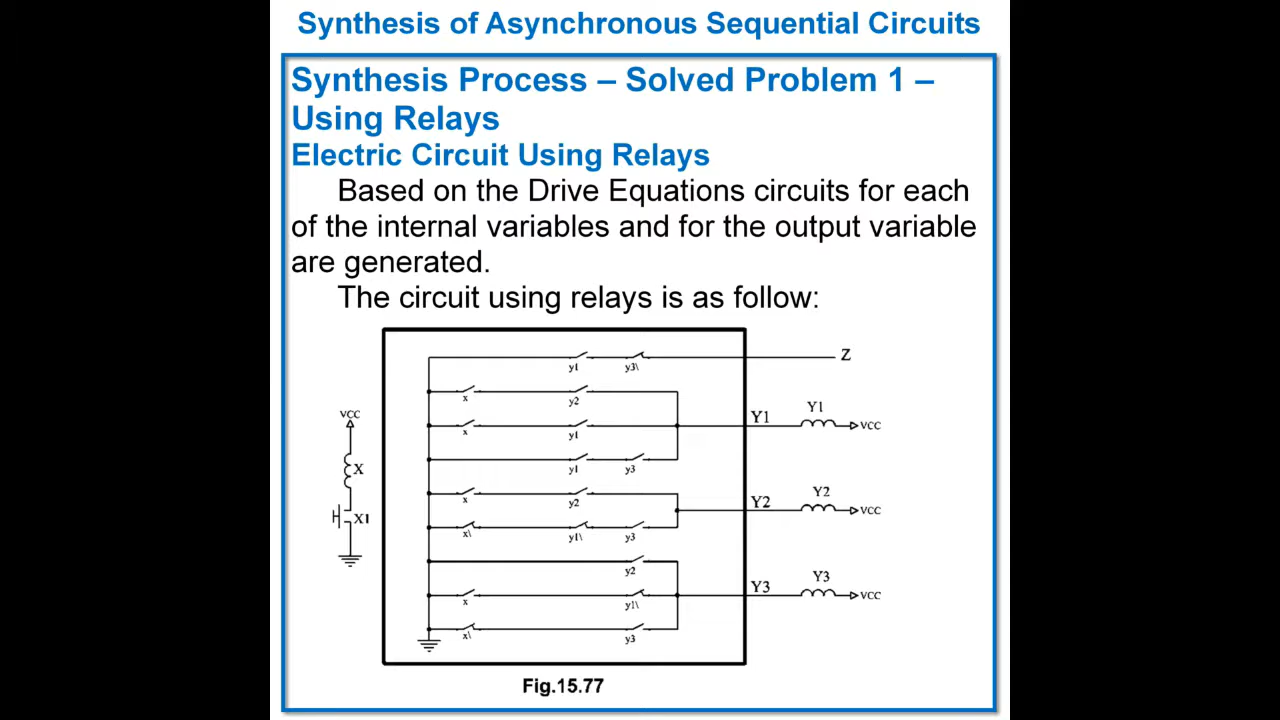 Synthesis of Asynchronous Sequential Circuits
Synthesis Process – Solved Problem 1 –
Using Relays
Electric Circuit Using Relays
Based on the Drive Equations circuits for each
of the internal variables and for the output variable
are generated.
The circuit using relays is as follow:
Z
y1 y3\
x y2
VCC
X
X1
x y1
Y1 Y1 VCC
y1 y3
x y2
Y2 Y2 VCC
x\ y1\ y3
y2
x y1\
Y3 Y3 VCC
x\ y3
Fig.15.77